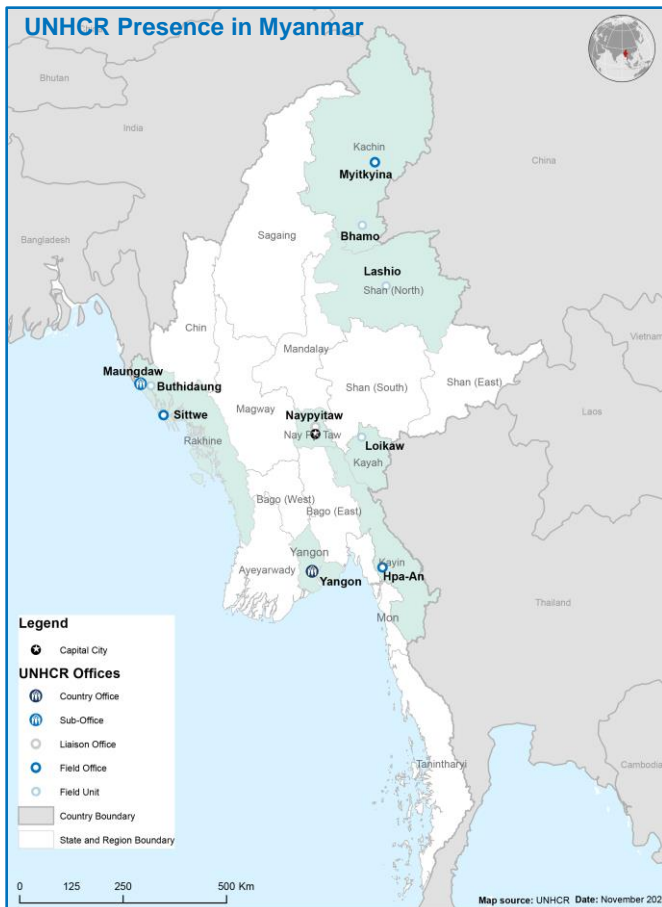 UNHCR Presence in Myanmar
Bhutan
India
China
Kachin
Myitkyina
Sagaing
Bhamo
Bangladesh
Lashio
Shan (North)
Chin
Vietnam
Mandalay
Maungdaw
Buthidaung
Shan (South)
Shan (East)
Magway
Naypyitaw
Sittwe
Laos
Loikaw
Rakhine
Kayah
Bago (West)
Bago (East)
Yangon
Ayeyarwady
Yangon
Kayin
Hpa-An
Thailand
Mon
Legend
Capital City
UNHCR Offices
Country Office
Sub-Office
Liaison Office
Field Office
Field Unit
Country Boundary
State and Region Boundary
Tanintharyi
Cambodia
0 125 250 500 Km
Map source: UNHCR Date: November 202